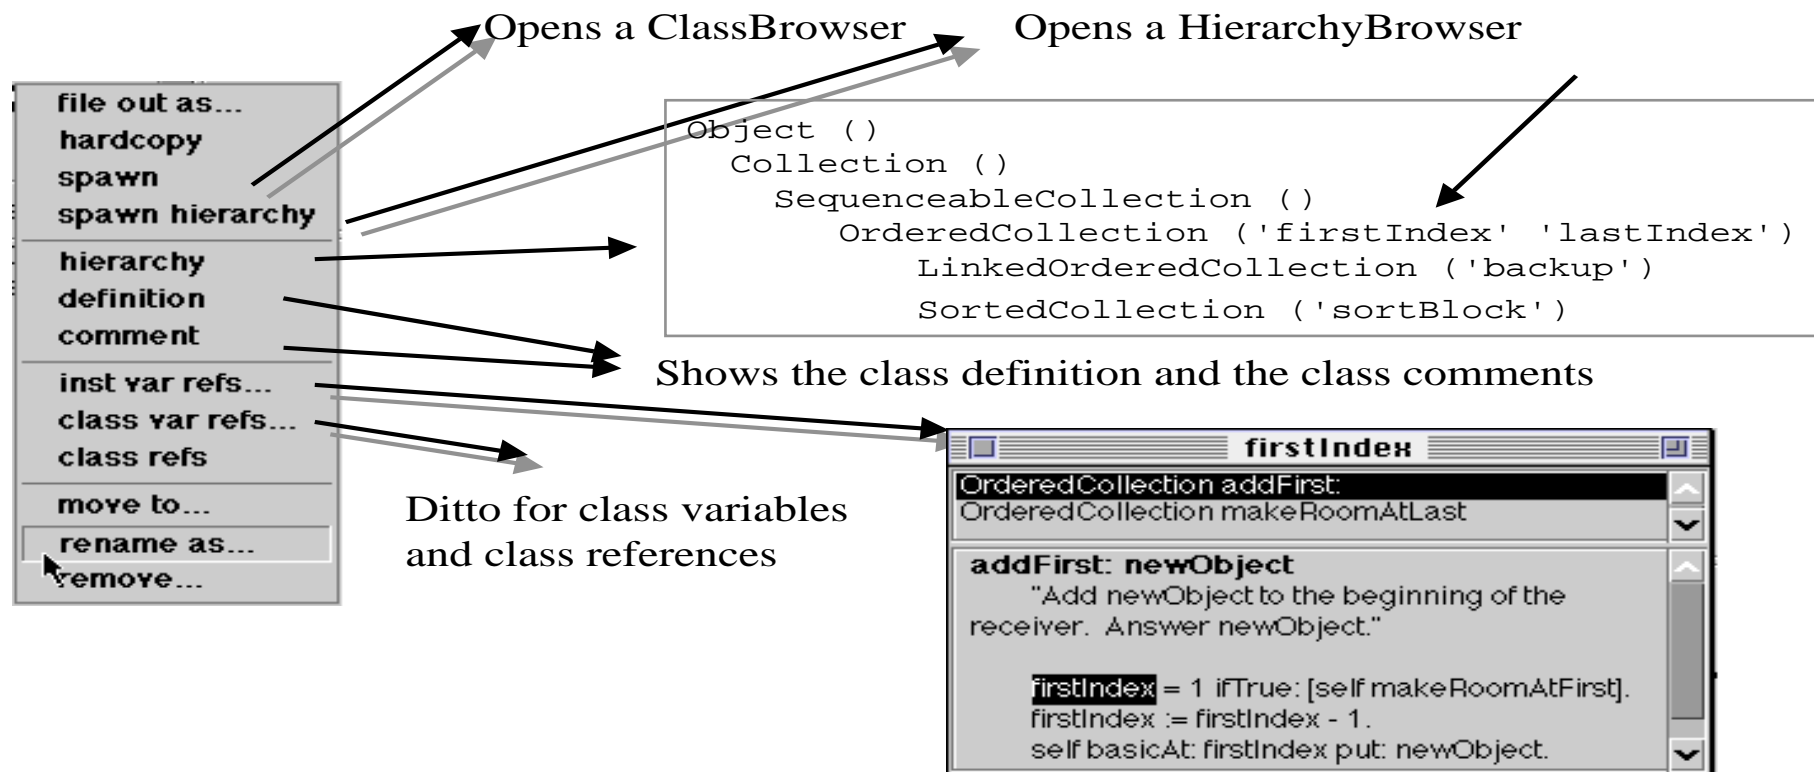 Opens a ClassBrowser
Opens a HierarchyBrowser
file out as...
hardcopy
spawn
spawn hierarchy
hierarchy
definition
comment
inst var refs...
class var refs...
class refs
move to...
rename as...
remove...
Object ()
Collection ()
SequenceableCollection ()
OrderedCollection ('firstIndex' 'lastIndex')
LinkedOrderedCollection ('backup')
SortedCollection ('sortBlock')
Shows the class definition and the class comments
Ditto for class variables
and class references
firstIndex
OrderedCollection addFirst:
OrderedCollection makeRoomAtLast
addFirst: newObject
"Add newObject to the beginning of the
receiver. Answer newObject."
firstIndex = 1 ifTrue: [self makeRoomAtFirst].
firstIndex := firstIndex - 1.
self basicAt: firstIndex put: newObject.